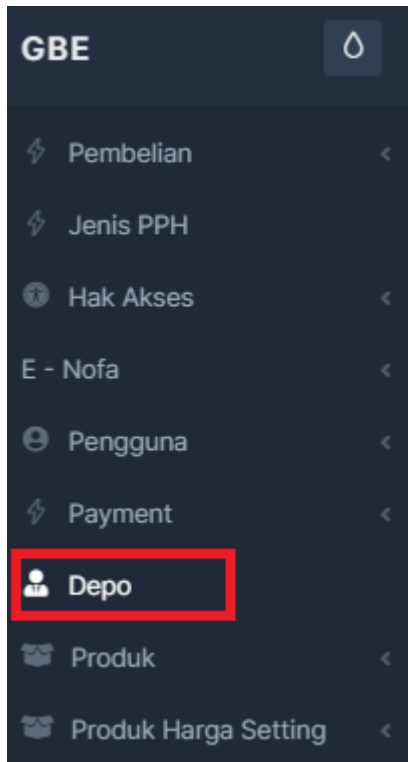 GBE
Pembelian
Jenis PPH
Hak Akses
E - Nofa
Pengguna
Payment
Depo
Produk
Produk Harga Setting